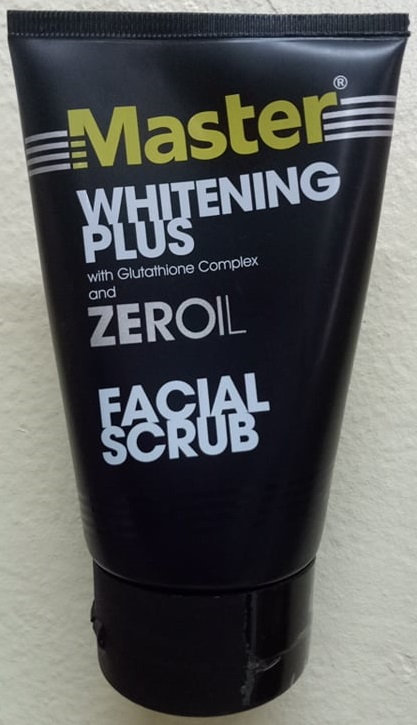 Master®
WHITENING
PLUS
with Glutathione Complex
and
ZEROIL
FACIAL
SCRUB